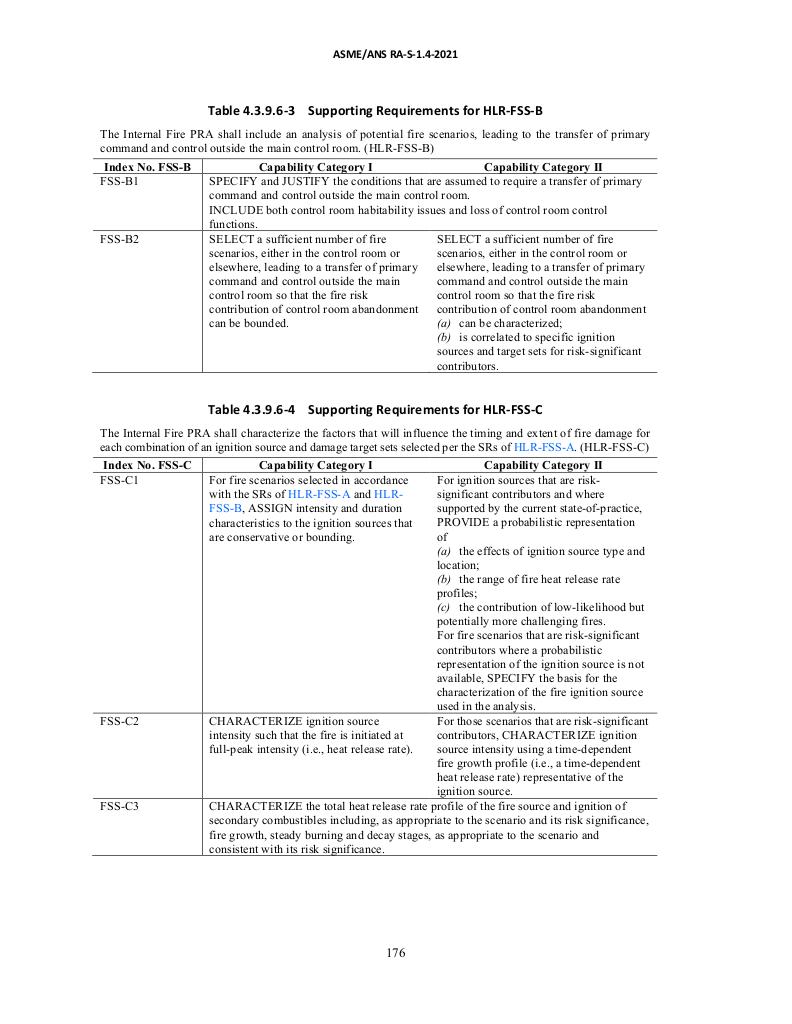 ASME/ANS RA-S-1.4-2021
Table 4.3.9.6-3 Supporting Requirements for HLR-FSS-B
The Internal Fire PRA shall include an analysis of potential fire scenarios, leading to the transfer of primary
command and control outside the main control room. (HLR-FSS-B)
Index No. FSS-B Capability Category I Capability Category II
FSS-B1 SPECIFY and JUSTIFY the conditions that are assumed to require a transfer of primary
command and control outside the main control room.
INCLUDE both control room habitability issues and loss of control room control
functions.
FSS-B2
SELECT a sufficient number of fire
scenarios, either in the control room or
elsewhere, leading to a transfer of primary
command and control outside the main
control room so that the fire risk
contribution of control room abandonment
can be bounded.
SELECT a sufficient number of fire
scenarios, either in the control room or
elsewhere, leading to a transfer of primary
command and control outside the main
control room so that the fire risk
contribution of control room abandonment
(a) can be characterized;
(b) is correlated to specific ignition
sources and target sets for risk-significant
contributors.
Table 4.3.9.6-4 Supporting Requirements for HLR-FSS-C
The Internal Fire PRA shall characterize the factors that will influence the timing and extent of fire damage for
each combination of an ignition source and damage target sets selected per the SRs of HLR-FSS-A. (HLR-FSS-C)
Index No. FSS-C Capability Category I Capability Category II
FSS-C1
For fire scenarios selected in accordance
with the SRs of HLR-FSS-A and HLR-
FSS-B, ASSIGN intensity and duration
characteristics to the ignition sources that
are conservative or bounding.
For ignition sources that are risk-
significant contributors and where
supported by the current state-of-practice,
PROVIDE a probabilistic representation
of
(a) the effects of ignition source type and
location;
(b) the range of fire heat release rate
profiles;
(c) the contribution of low-likelihood but
potentially more challenging fires.
For fire scenarios that are risk-significant
contributors where a probabilistic
representation of the ignition source is not
available, SPECIFY the basis for the
characterization of the fire ignition source
used in the analysis.
FSS-C2
CHARACTERIZE ignition source
intensity such that the fire is initiated at
full-peak intensity (i.e., heat release rate).
For those scenarios that are risk-significant
contributors, CHARACTERIZE ignition
source intensity using a time-dependent
fire growth profile (i.e., a time-dependent
heat release rate) representative of the
ignition source.
FSS-C3 CHARACTERIZE the total heat release rate profile of the fire source and ignition of
secondary combustibles including, as appropriate to the scenario and its risk significance,
fire growth, steady burning and decay stages, as appropriate to the scenario and
consistent with its risk significance.
176